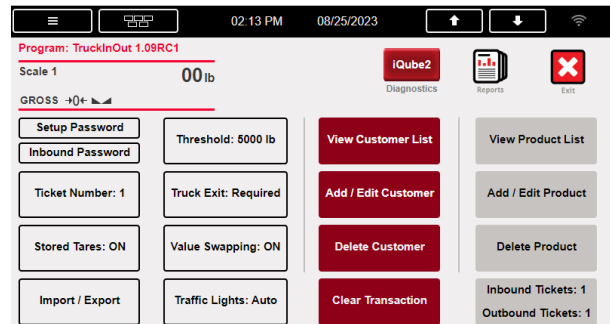 02:13 PM 08/25/2023
Program: TruckInOut 1.09RC1
Scale 1
00 lb
GROSS →0←
iQube2
Diagnostics
Reports
Exit
Setup Password
Inbound Password
Threshold: 5000 lb
View Customer List
View Product List
Ticket Number: 1
Truck Exit: Required
Add / Edit Customer
Add / Edit Product
Stored Tares: ON
Value Swapping: ON
Delete Customer
Delete Product
Import / Export
Traffic Lights: Auto
Clear Transaction
Inbound Tickets: 1
Outbound Tickets: 1